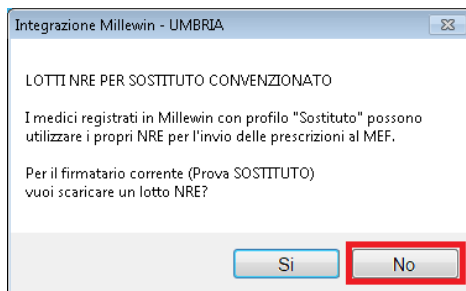 Integrazione Millewin - UMBRIA
LOTTI NRE PER SOSTITUTO CONVENZIONATO
I medici registrati in Millewin con profilo "Sostituto" possono
utilizzare i propri NRE per l'invio delle prescrizioni al MEF.
Per il firmatario corrente (Prova SOSTITUTO)
vuoi scaricare un lotto NRE?
Si
No